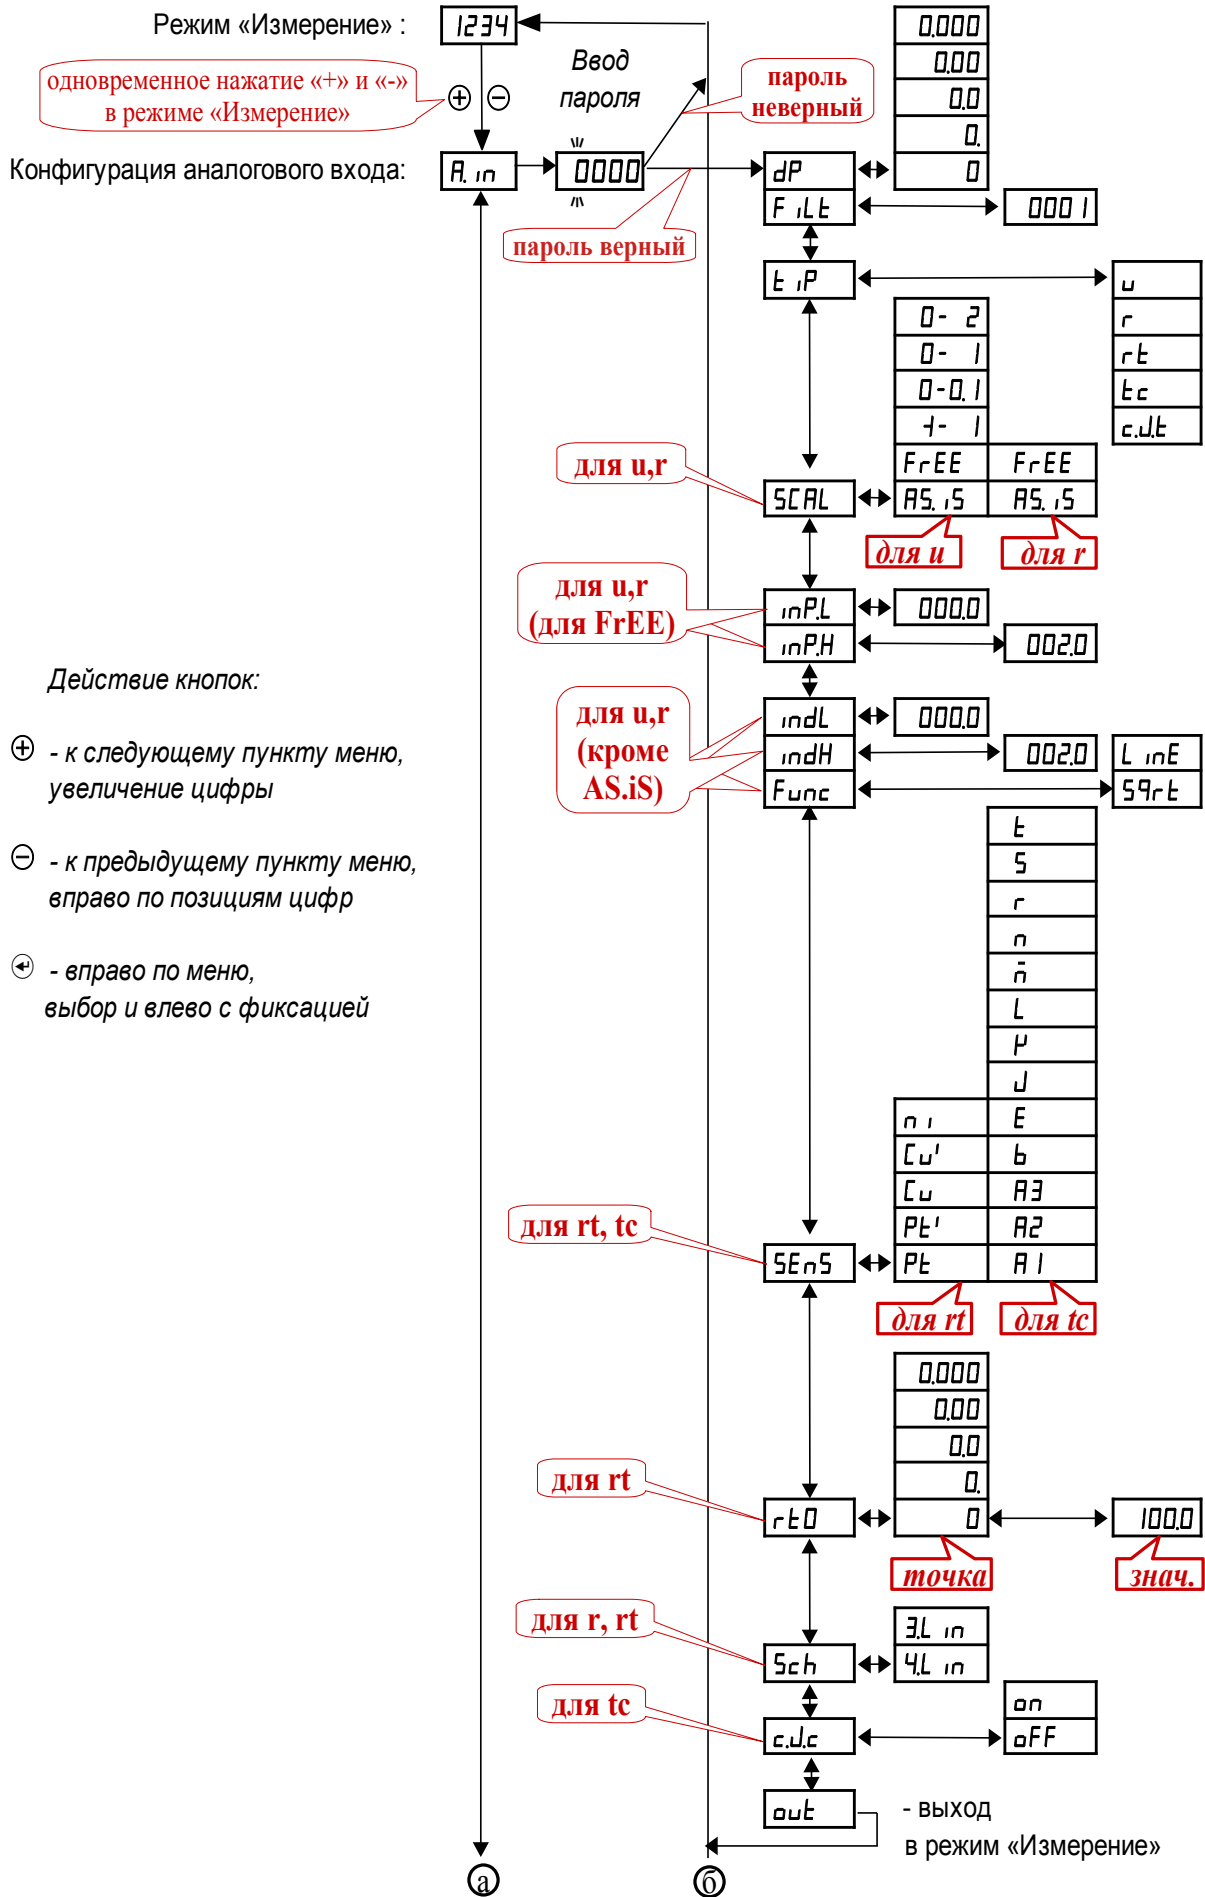 Режим «Измерение» :
1234
0.000
0.00
0.0
0.
0
одновременное нажатие «+» и «-»
в режиме «Измерение»
Ввод
пароля
пароль
неверный
Конфигурация аналогового входа:
A. in
0000
dP
FiLt
0001
пароль верный
tiP
u
r
rt
tc
c.J.t
0- 2
0- 1
0-0.1
-1- 1
FrEE
FrEE
для u,r
SCAL
AS.iS
AS.iS
для u
для r
для u,r
(для FrEE)
inP.L
000.0
inP.H
002.0
Действие кнопок:
+ - к следующему пункту меню,
увеличение цифры
- - к предыдущему пункту меню,
вправо по позициям цифр
- вправо по меню,
выбор и влево с фиксацией
для u,r
(кроме
AS.iS)
indL
000.0
indH
002.0
LinE
Func
Sqrt
t
S
r
n
n̄
L
J
ni
E
Cu'
b
Cu
A3
Pt'
A2
для rt, tc
SEnS
Pt
A1
для rt
для tc
0.000
0.00
0.0
0.
для rt
rt0
0
100.0
точка
знач.
для r, rt
3.Lin
Sch
4.Lin
для tc
on
c.J.c
oFF
out
- выход
в режим «Измерение»
а
б